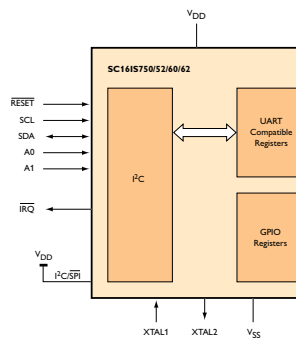 VDD
SC16IS750/52/60/62
RESET
SCL
SDA
A0
A1
IRQ
VDD
I²C/SPI
I²C
UART
Compatible
Registers
GPIO
Registers
XTAL1
XTAL2
VSS